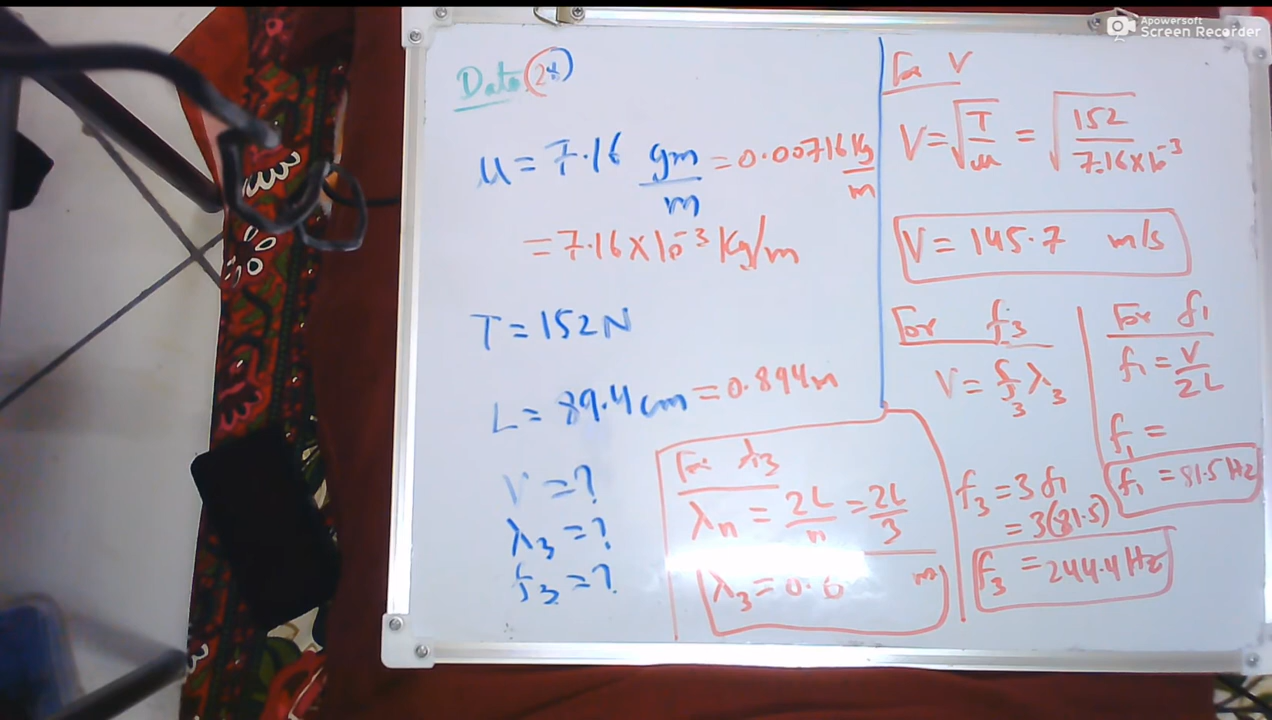 Data 24
μ = 7.16 gm/m = 0.00716 Kg/m
= 7.16 × 10⁻³ Kg/m
T = 152 N
L = 89.4 cm = 0.894 m
V = ?
λ₃ = ?
f₃ = ?
For λ₃
λn = 2L/n = 2L/3
λ₃ = 0.6 m
For V
V = √(T/μ) = √(152/7.16×10⁻³)
V = 145.7 m/s
For f₃
V = f₃ λ₃
f₃ = 3 f₁
= 3(81.5)
f₃ = 244.4 Hz
For f₁
f₁ = V/2L
f₁ =
f₁ = 81.5 Hz
Apowersoft
Screen Recorder